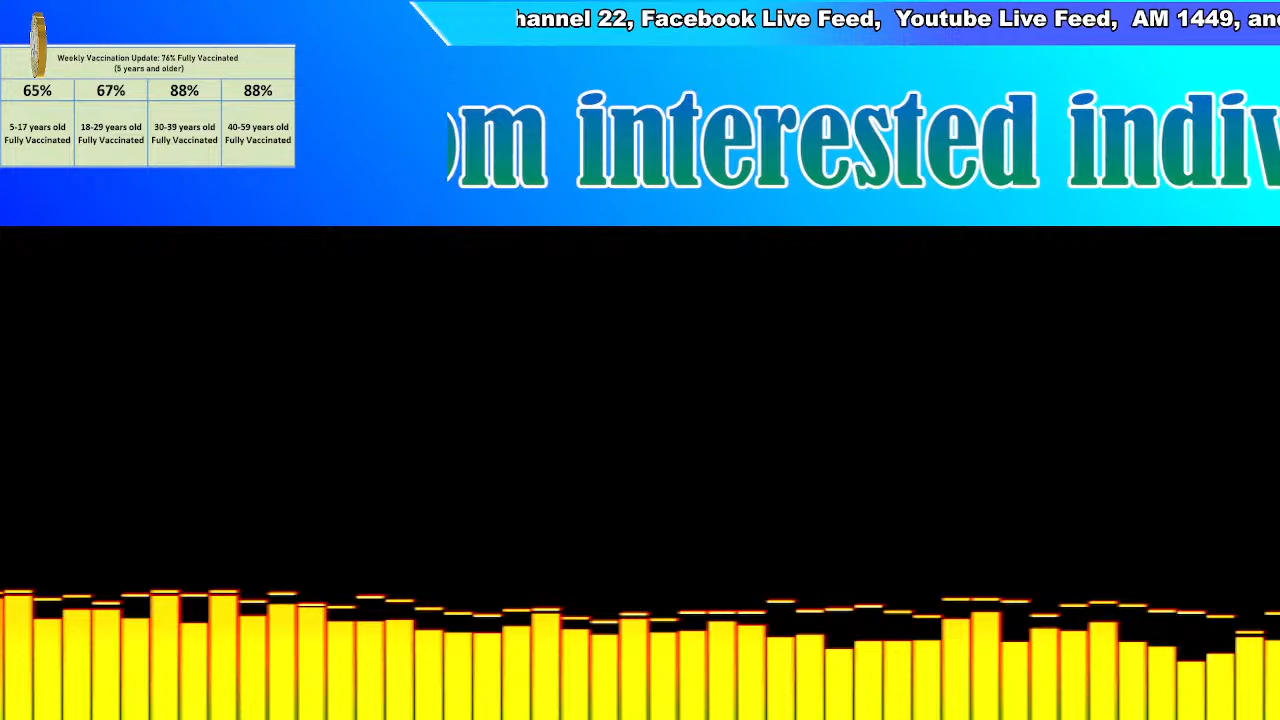 hannel 22, Facebook Live Feed, Youtube Live Feed, AM 1449, and
Weekly Vaccination Update: 76% Fully Vaccinated
(5 years and older)
65% 67% 88% 88%
5-17 years old 18-29 years old 30-39 years old 40-59 years old
Fully Vaccinated Fully Vaccinated Fully Vaccinated Fully Vaccinated
om interested indiv